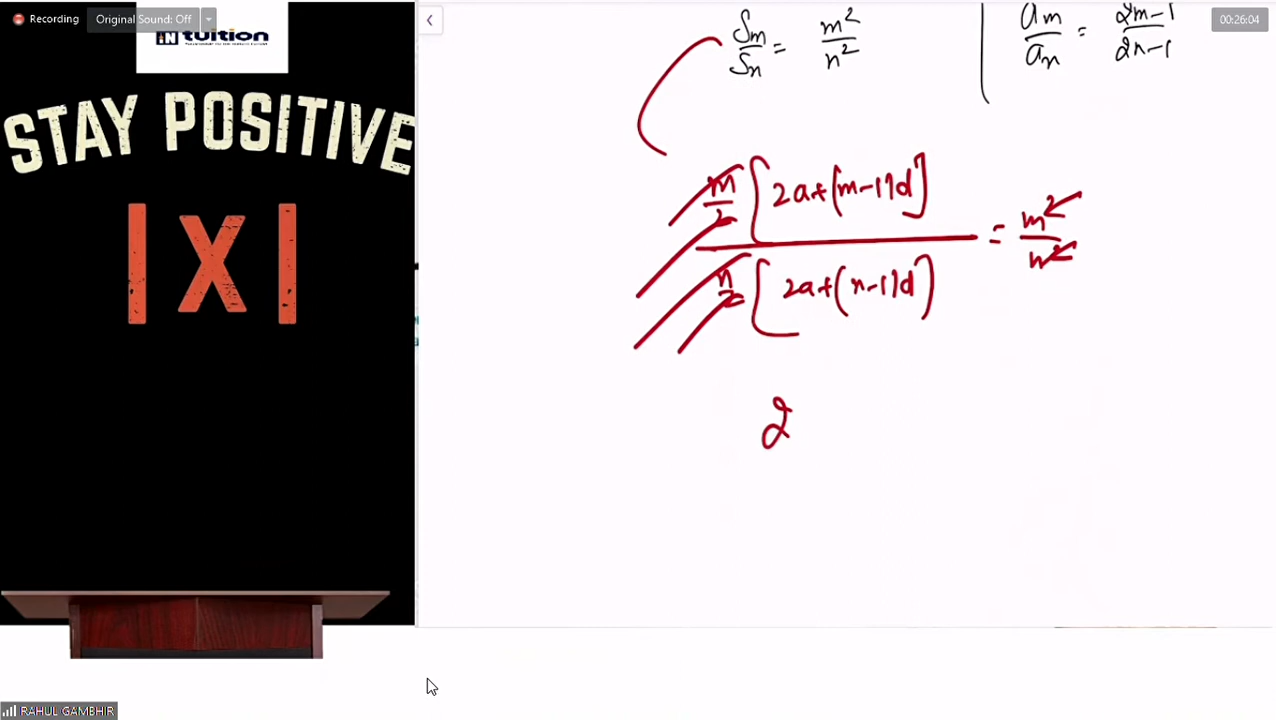 Recording
Original Sound: Off
00:26:04
iN tuition
STAY POSITIVE
|X|
Sm/Sn = m²/n²
am/an = 2m-1/2n-1
m/2 [2a+(m-1)d]
= m²/n²
n/2 [2a+(n-1)d]
2
RAHUL GAMBHIR